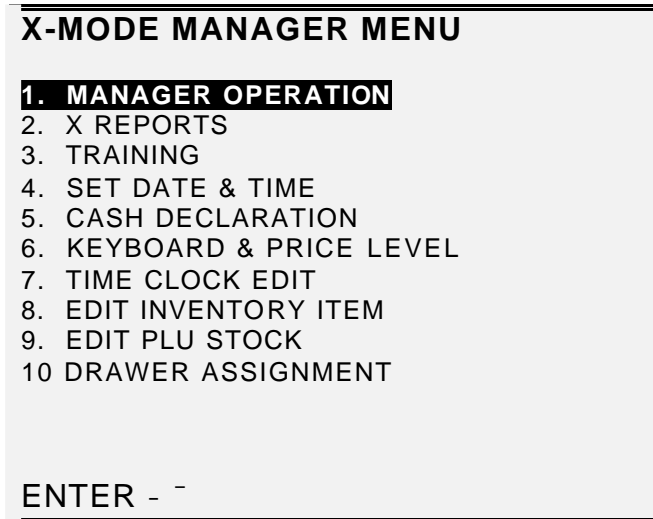 X-MODE MANAGER MENU
1. MANAGER OPERATION
2. X REPORTS
3. TRAINING
4. SET DATE & TIME
5. CASH DECLARATION
6. KEYBOARD & PRICE LEVEL
7. TIME CLOCK EDIT
8. EDIT INVENTORY ITEM
9. EDIT PLU STOCK
10 DRAWER ASSIGNMENT
ENTER - ¯